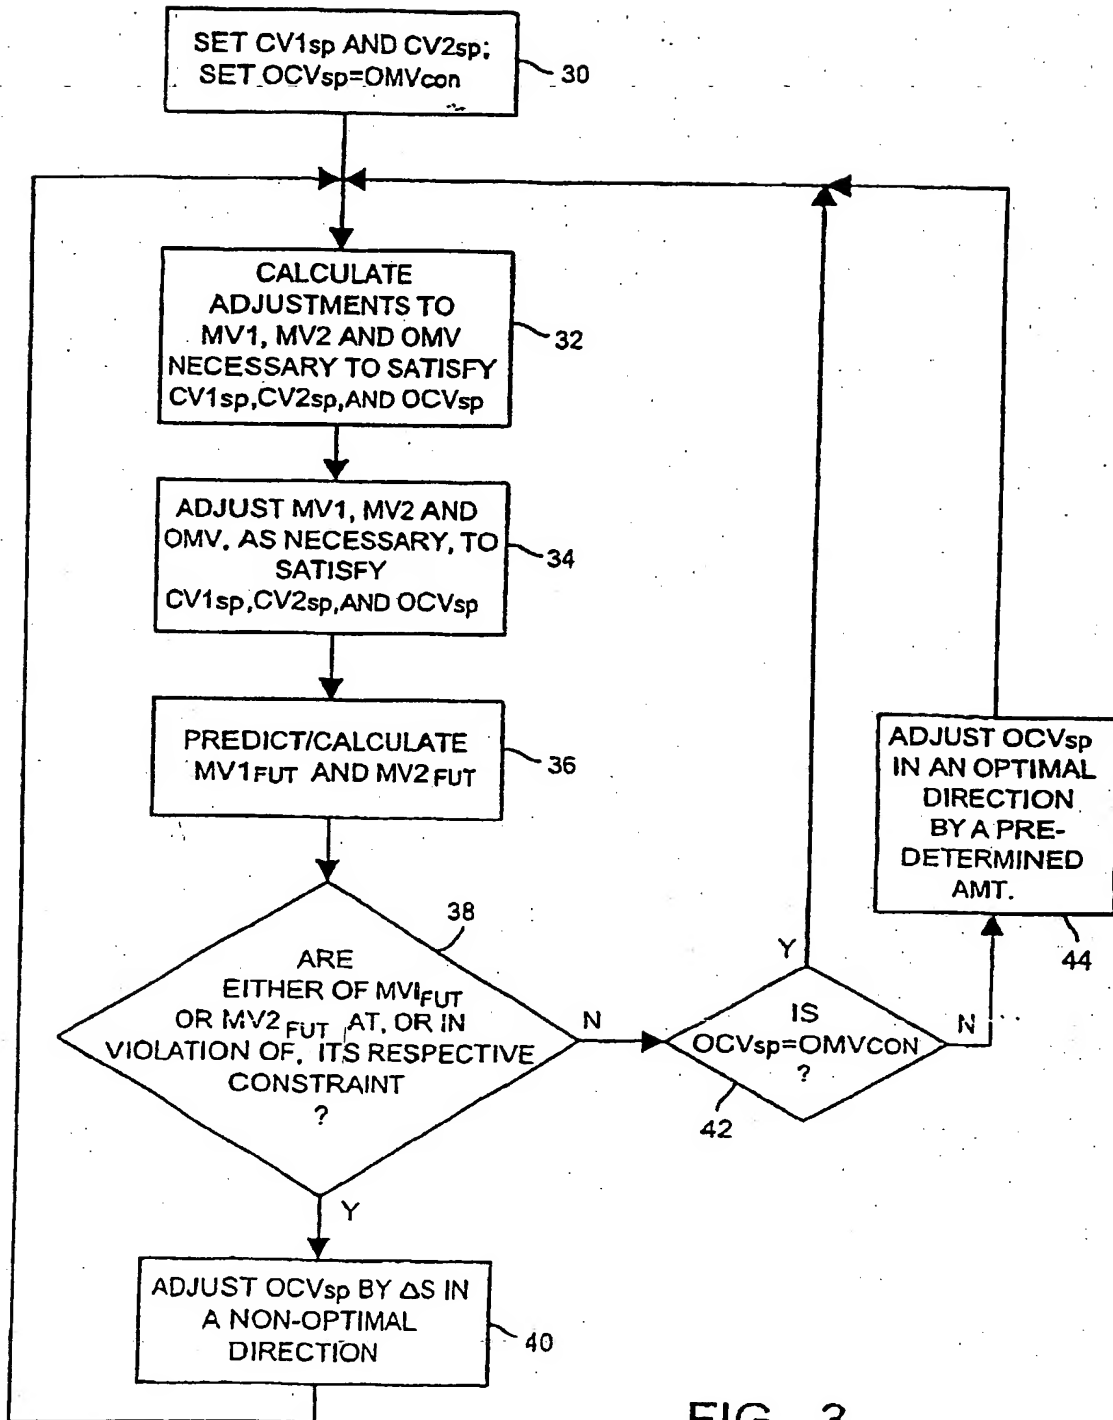 SET CV1sp AND CV2sp;
SET OCVsp=OMVcon
30
CALCULATE
ADJUSTMENTS TO
MV1, MV2 AND OMV
NECESSARY TO SATISFY
CV1sp,CV2sp,AND OCVsp
32
ADJUST MV1, MV2 AND
OMV, AS NECESSARY, TO
SATISFY
CV1sp,CV2sp,AND OCVsp
34
PREDICT/CALCULATE
MV1FUT AND MV2FUT
36
ARE
EITHER OF MV1FUT
OR MV2FUT AT, OR IN
VIOLATION OF, ITS RESPECTIVE
CONSTRAINT
?
38
N
Y
IS
OCVsp=OMVCON
?
42
Y
N
ADJUST OCVsp
IN AN OPTIMAL
DIRECTION
BY A PRE-
DETERMINED
AMT.
44
ADJUST OCVsp BY ΔS IN
A NON-OPTIMAL
DIRECTION
40
FIG. 3